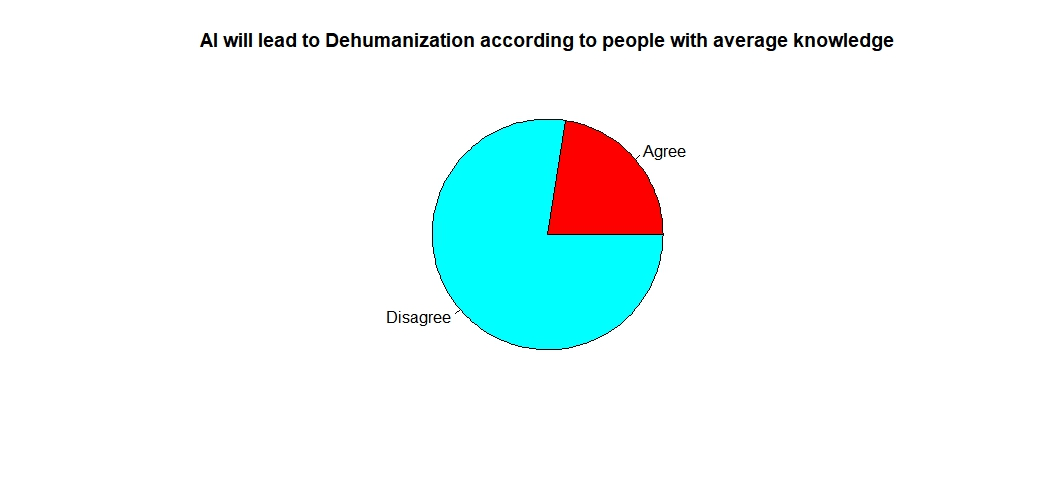 AI will lead to Dehumanization according to people with average knowledge
Agree
Disagree